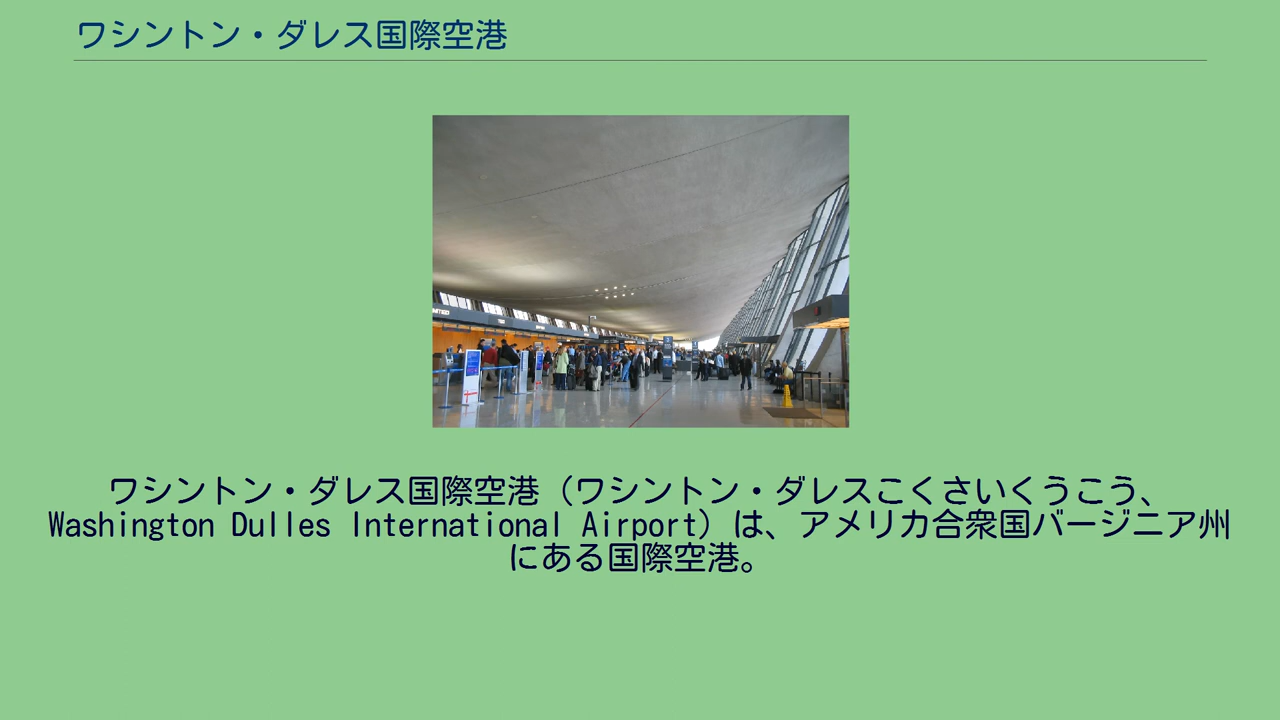 ワシントン・ダレス国際空港
ワシントン・ダレス国際空港（ワシントン・ダレスこくさいくうこう、
Washington Dulles International Airport）は、アメリカ合衆国バージニア州
にある国際空港。